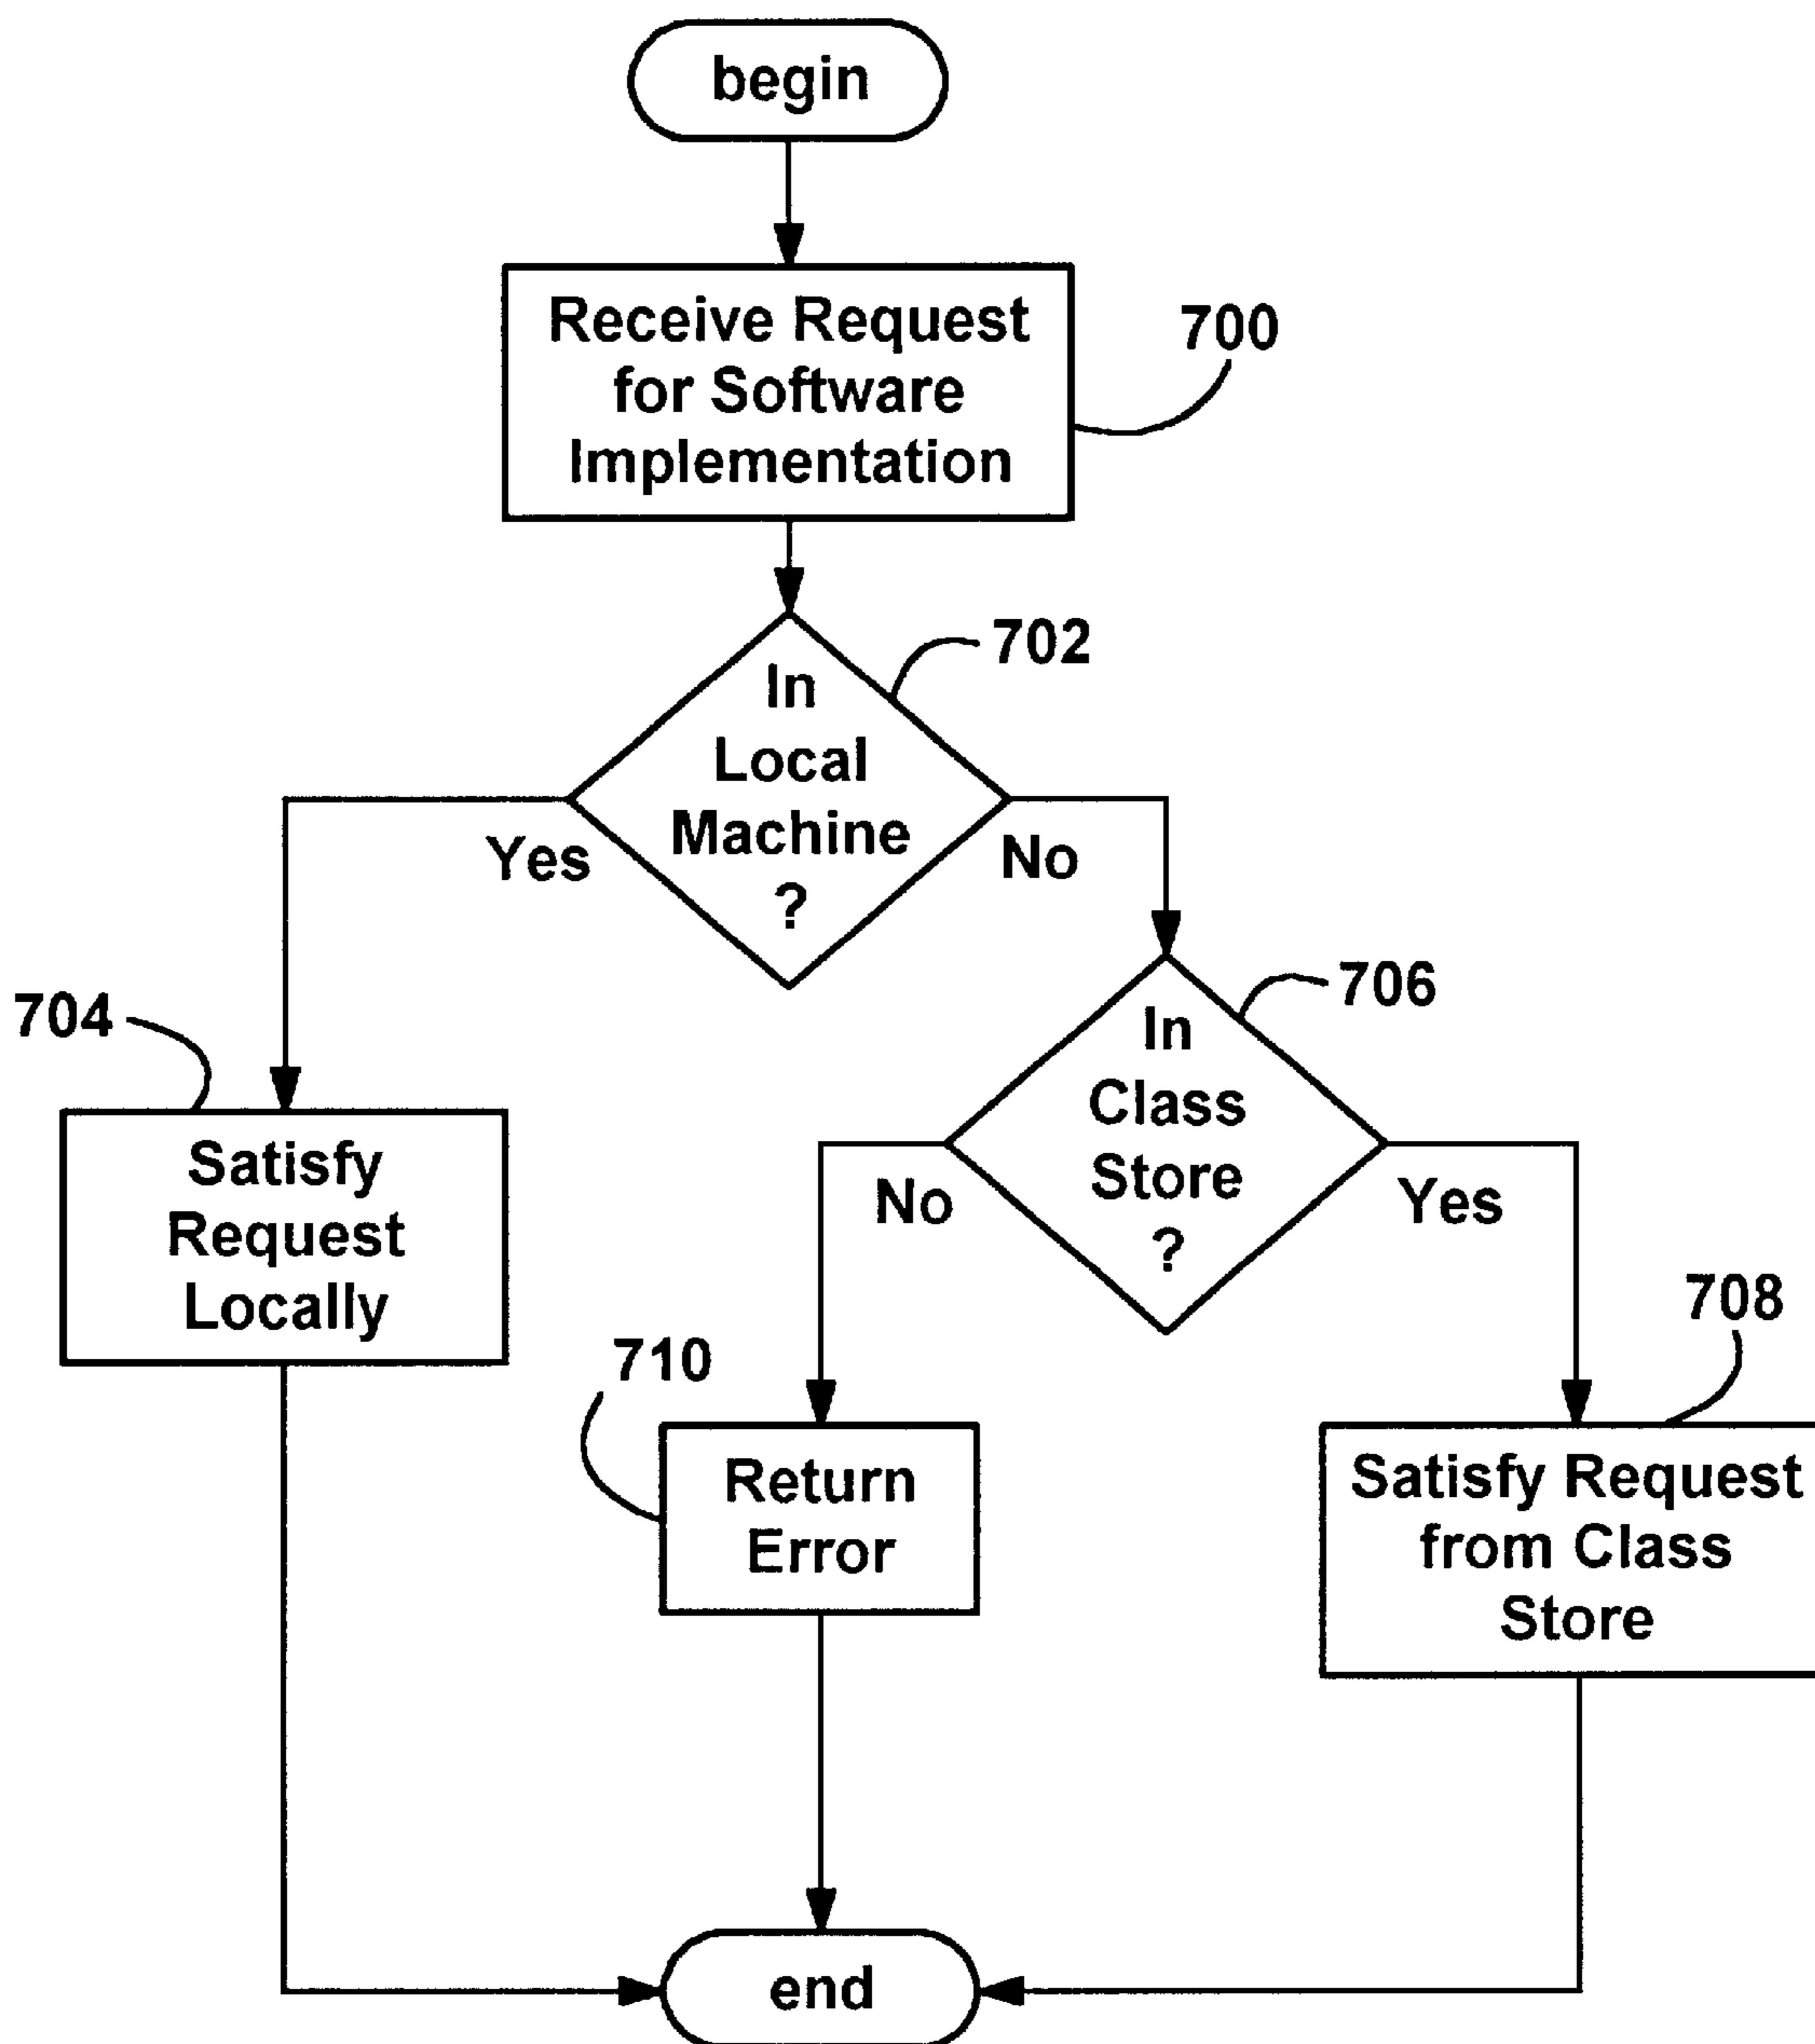 begin
Receive Request
for Software
Implementation
700
702
In
Local
Machine
?
Yes
No
706
In
Class
Store
?
No
Yes
704
Satisfy
Request
Locally
710
Return
Error
708
Satisfy Request
from Class
Store
end